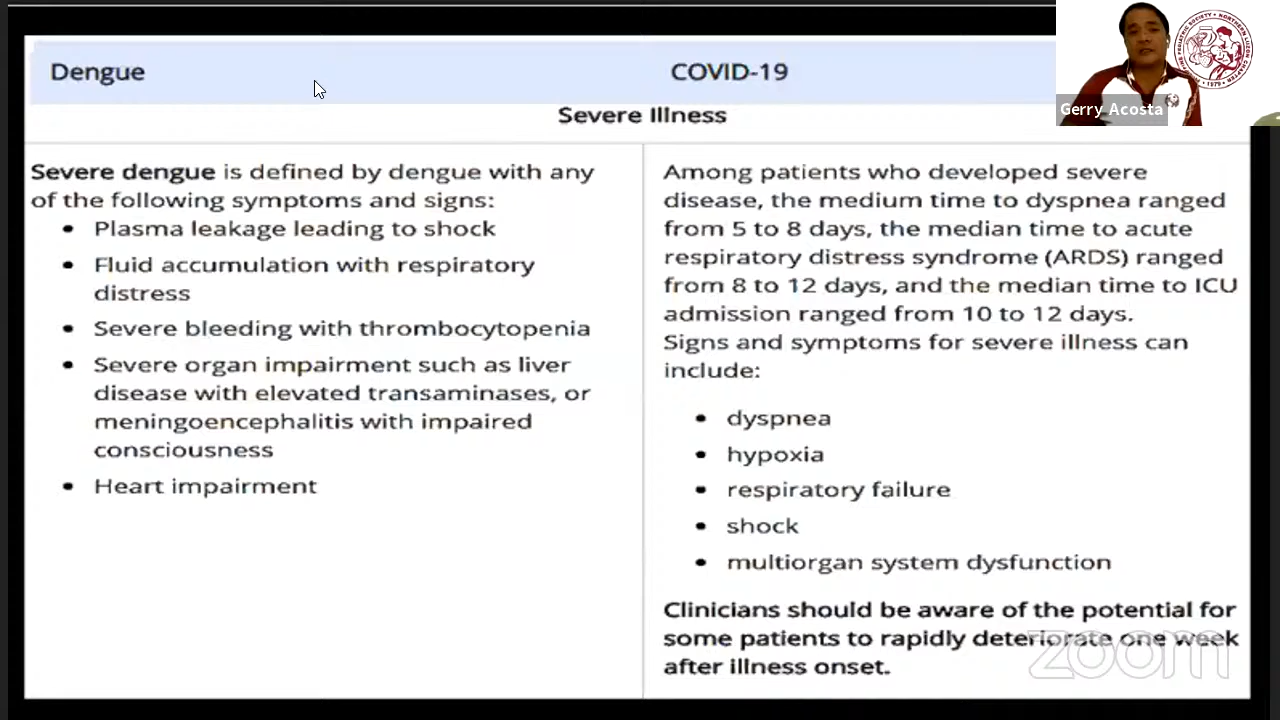 Dengue
COVID-19
Gerry Acosta
Severe Illness
Severe dengue is defined by dengue with any
of the following symptoms and signs:
• Plasma leakage leading to shock
• Fluid accumulation with respiratory
distress
• Severe bleeding with thrombocytopenia
• Severe organ impairment such as liver
disease with elevated transaminases, or
meningoencephalitis with impaired
consciousness
• Heart impairment
Among patients who developed severe
disease, the medium time to dyspnea ranged
from 5 to 8 days, the median time to acute
respiratory distress syndrome (ARDS) ranged
from 8 to 12 days, and the median time to ICU
admission ranged from 10 to 12 days.
Signs and symptoms for severe illness can
include:
• dyspnea
• hypoxia
• respiratory failure
• shock
• multiorgan system dysfunction
Clinicians should be aware of the potential for
some patients to rapidly deteriorate one week
after illness onset.
zoom